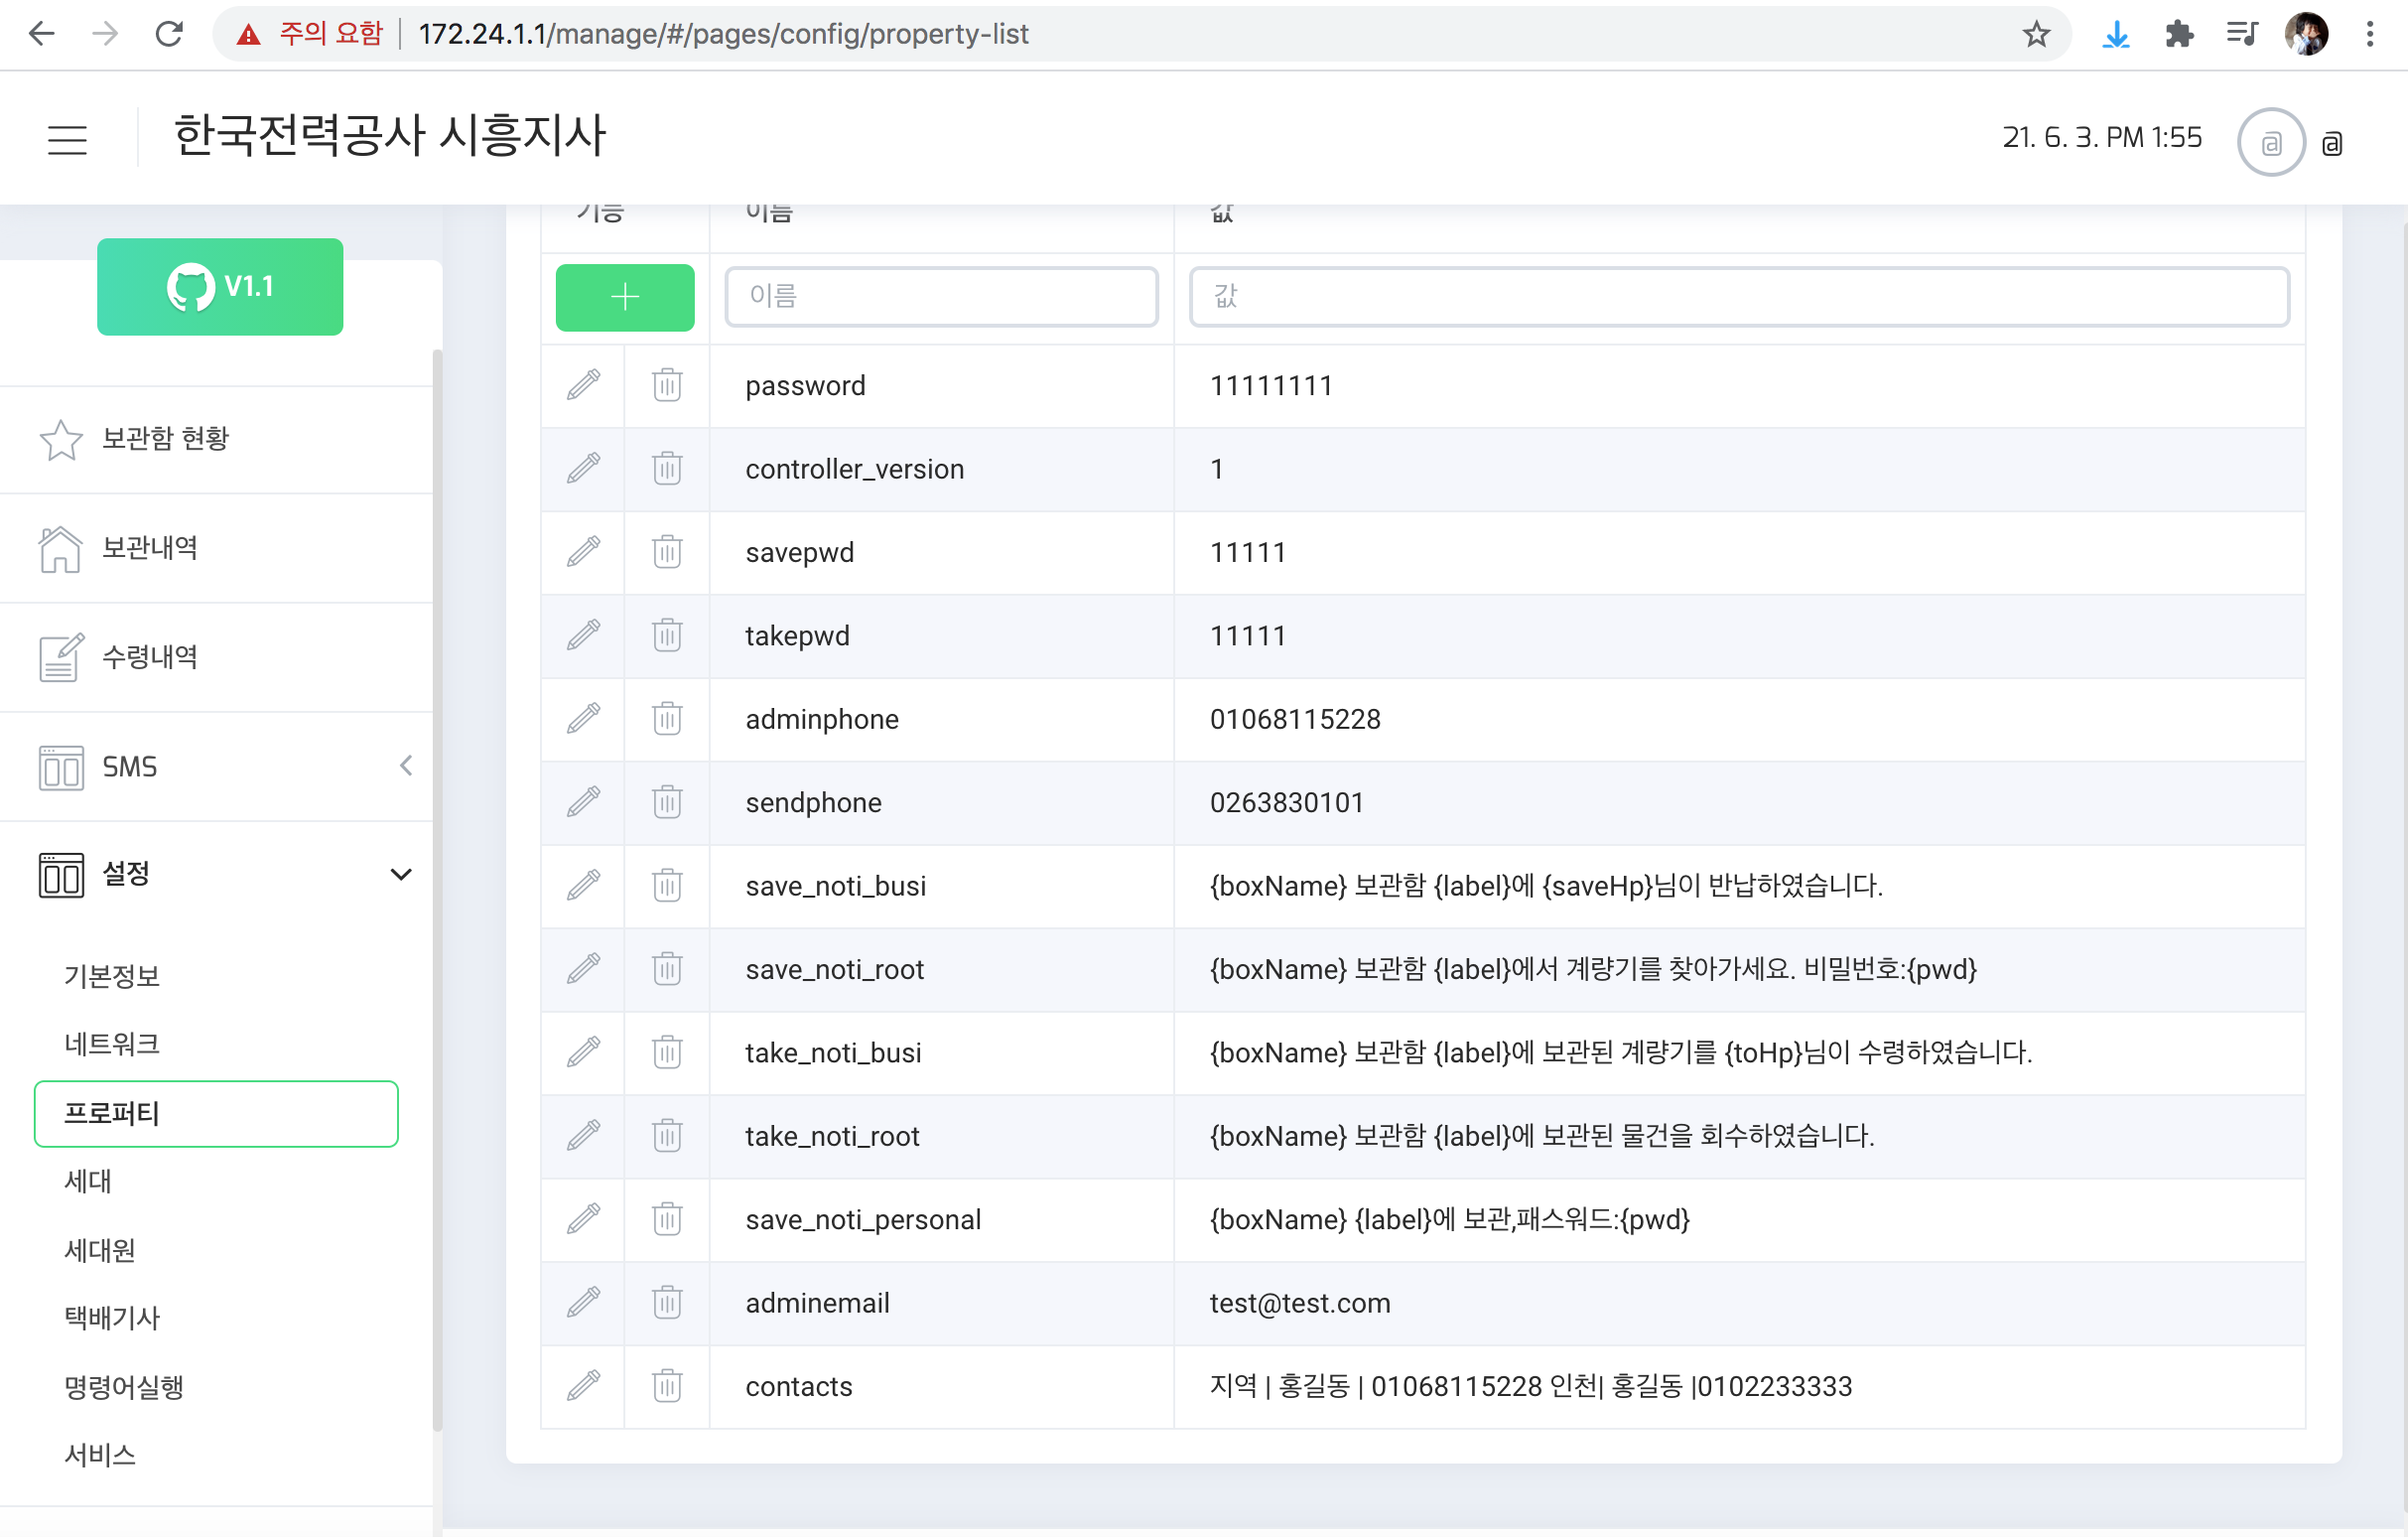 주의 요함 172.24.1.1/manage/#/pages/config/property-list
한국전력공사 시흥지사 21. 6. 3. PM 1:55 @ @
기능 이름 값
V1.1
이름 값
password 11111111
controller_version 1
savepwd 11111
takepwd 11111
adminphone 01068115228
sendphone 0263830101
save_noti_busi {boxName} 보관함 {label}에 {saveHp}님이 반납하였습니다.
save_noti_root {boxName} 보관함 {label}에서 계량기를 찾아가세요. 비밀번호:{pwd}
take_noti_busi {boxName} 보관함 {label}에 보관된 계량기를 {toHp}님이 수령하였습니다.
take_noti_root {boxName} 보관함 {label}에 보관된 물건을 회수하였습니다.
save_noti_personal {boxName} {label}에 보관,패스워드:{pwd}
adminemail test@test.com
contacts 지역 | 홍길동 | 01068115228 인천| 홍길동 |0102233333
보관함 현황
보관내역
수령내역
SMS
설정
기본정보
네트워크
프로퍼티
세대
세대원
택배기사
명령어실행
서비스